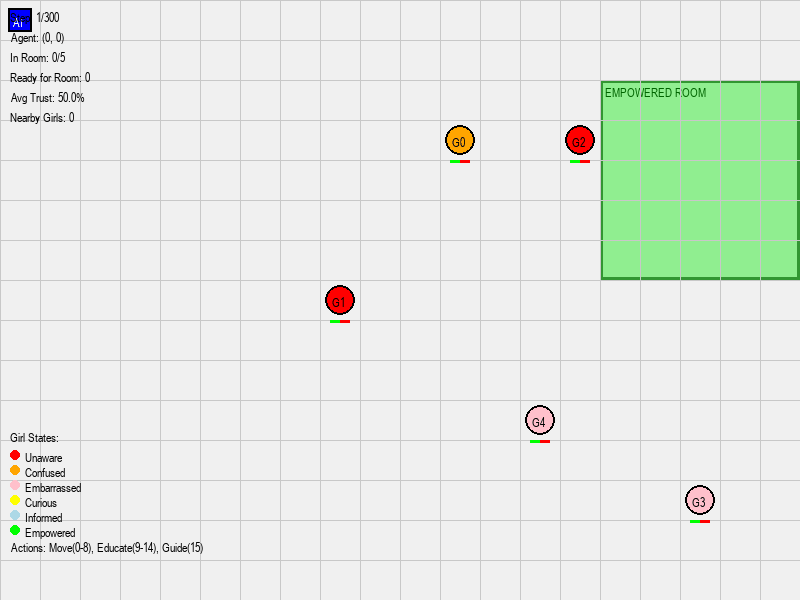 1/300
Agent: (0, 0)
In Room: 0/5
Ready for Room: 0
Avg Trust: 50.0%
Nearby Girls: 0
EMPOWERED ROOM
G0
G2
G1
G4
G3
Girl States:
Unaware
Confused
Embarrassed
Curious
Informed
Empowered
Actions: Move(0-8), Educate(9-14), Guide(15)